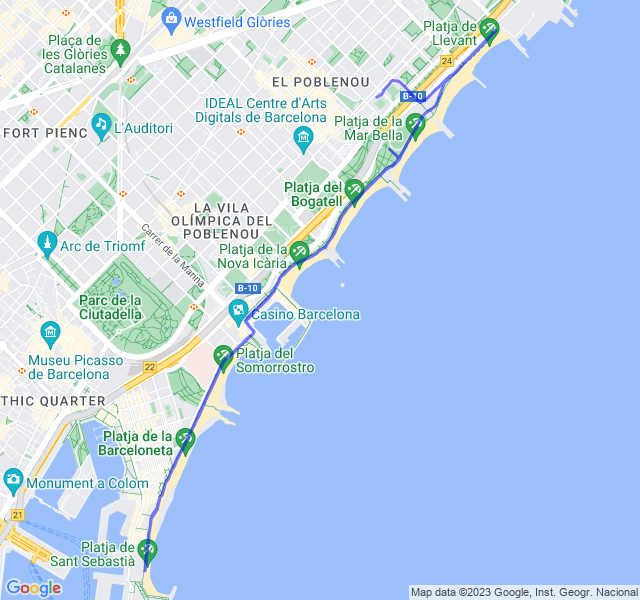 Platja de
Llevant
Westfield Glòries
Plaça de
les Glòries
Catalanes
24
EL POBLENOU
B-10
IDEAL Centre d'Arts
Digitals de Barcelona
L'Auditori
FORT PIENC
Platja de la
Mar Bella
Platja del
Bogatell
LA VILA
OLÍMPICA DEL
POBLENOU
Carrer de la Marina
Arc de Triomf
Platja de la
Nova Icària
B-10
Parc de la
Ciutadella
Casino Barcelona
Museu Picasso
de Barcelona
22
Platja del
Somorrostro
THIC QUARTER
Platja de la
Barceloneta
Monument a Colom
21
Platja de
Sant Sebastià
Google
Map data ©2023 Google, Inst. Geogr. Nacional